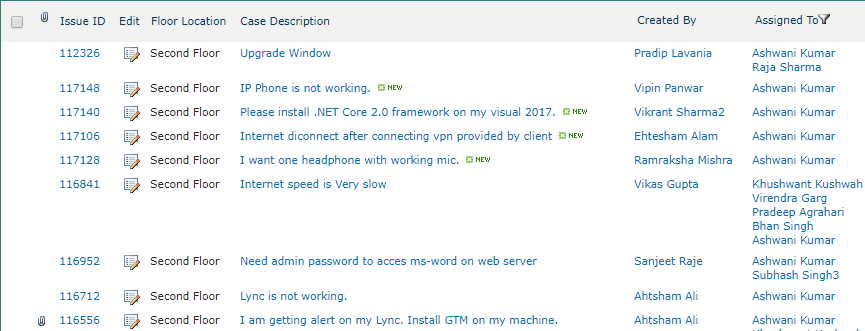 Issue ID Edit Floor Location Case Description Created By Assigned To
112326 Second Floor Upgrade Window Pradip Lavania Ashwani Kumar
Raja Sharma
117148 Second Floor IP Phone is not working. NEW Vipin Panwar Ashwani Kumar
117140 Second Floor Please install .NET Core 2.0 framework on my visual 2017. NEW Vikrant Sharma2 Ashwani Kumar
117106 Second Floor Internet diconnect after connecting vpn provided by client NEW Ehtesham Alam Ashwani Kumar
117128 Second Floor I want one headphone with working mic. NEW Ramraksha Mishra Ashwani Kumar
116841 Second Floor Internet speed is Very slow Vikas Gupta Khushwant Kushwah
Virendra Garg
Pradeep Agrahari
Bhan Singh
Ashwani Kumar
116952 Second Floor Need admin password to acces ms-word on web server Sanjeet Raje Ashwani Kumar
Subhash Singh3
116712 Second Floor Lync is not working. Ahtsham Ali Ashwani Kumar
116556 Second Floor I am getting alert on my Lync. Install GTM on my machine. Ahtsham Ali Ashwani Kumar